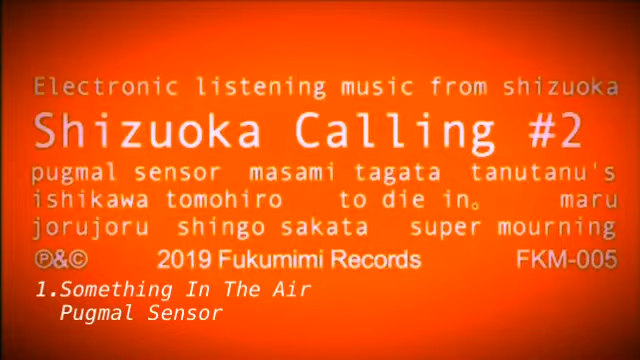 Electronic listening music from shizuoka
Shizuoka Calling #2
pugmal sensor masami tagata tanutanu's
ishikawa tomohiro to die in。 maru
jorujoru shingo sakata super mourning
℗&© 2019 Fukumimi Records FKM-005
1.Something In The Air
Pugmal Sensor